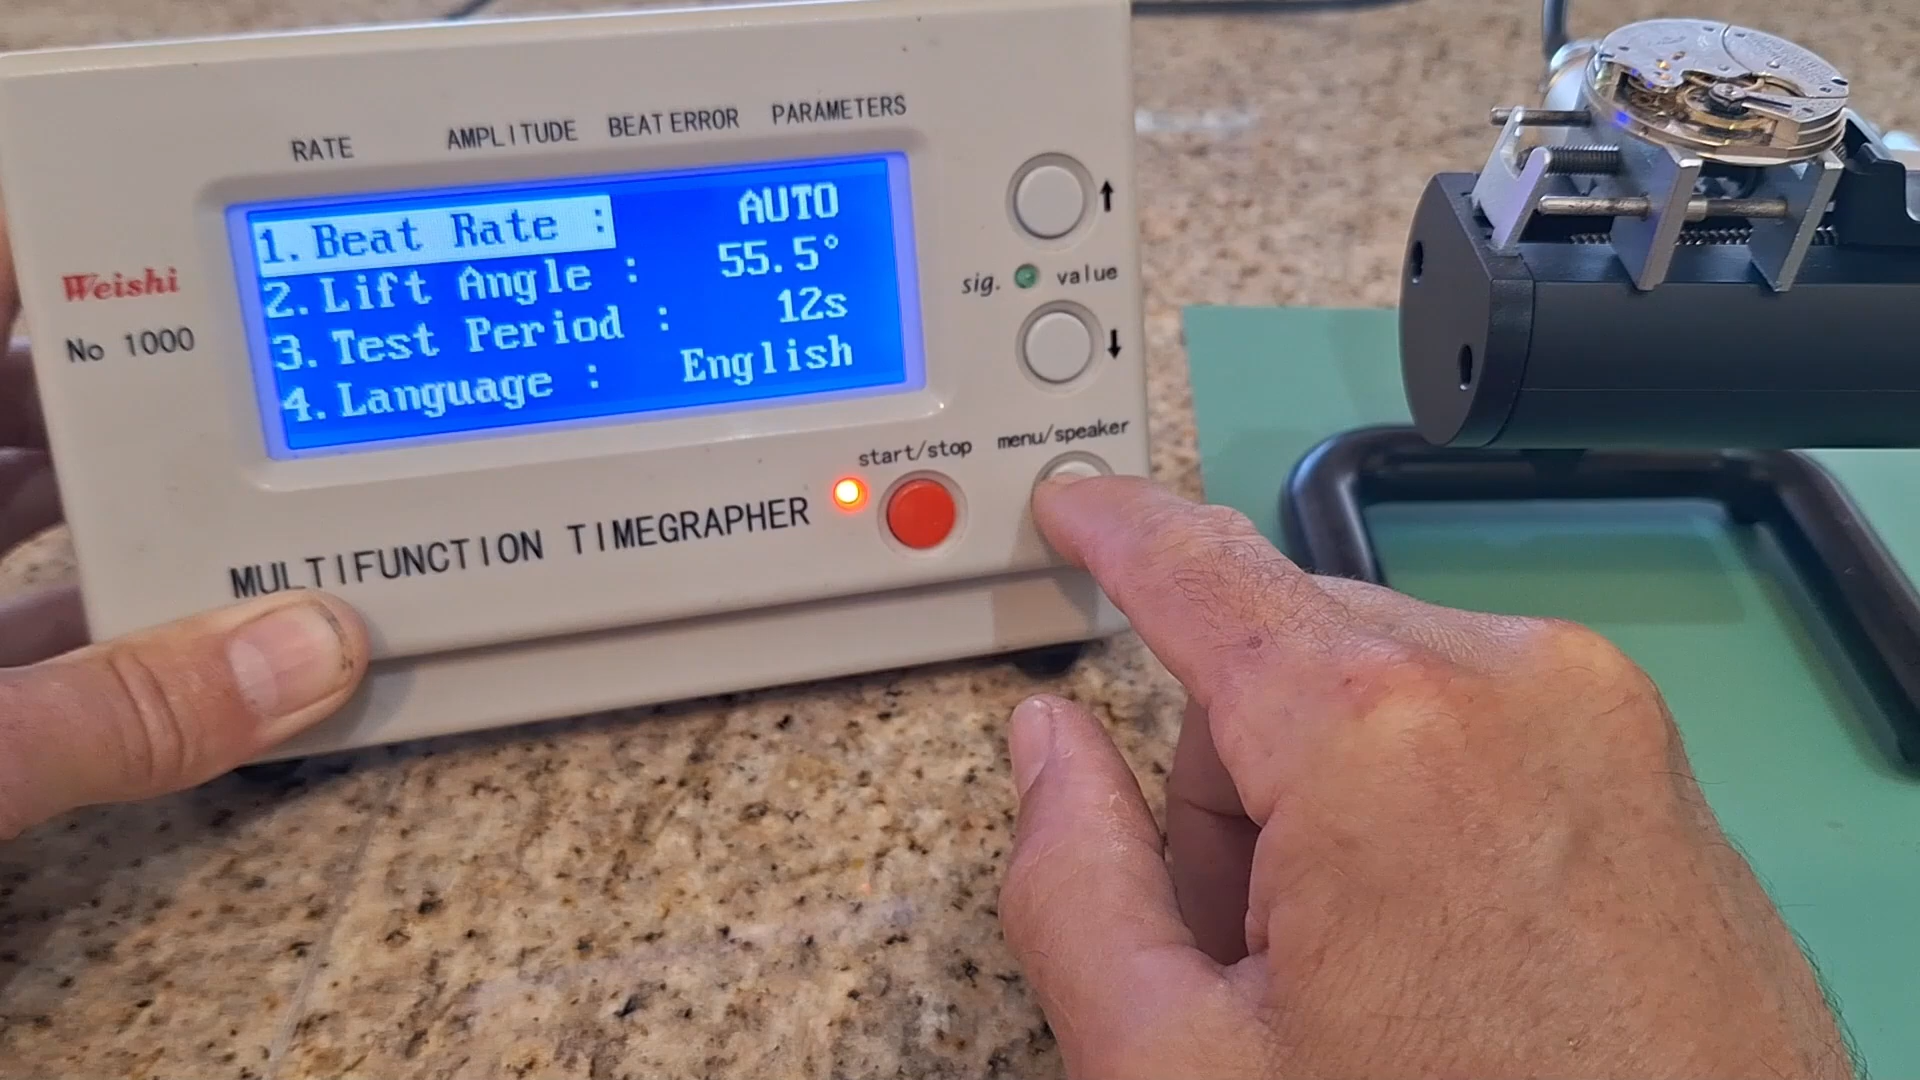 RATE AMPLITUDE BEAT ERROR PARAMETERS
1. Beat Rate : AUTO
2. Lift Angle : 55.5°
3. Test Period : 12s
4. Language : English
Weishi
No 1000
↑
sig. value
↓
start/stop menu/speaker
MULTIFUNCTION TIMEGRAPHER